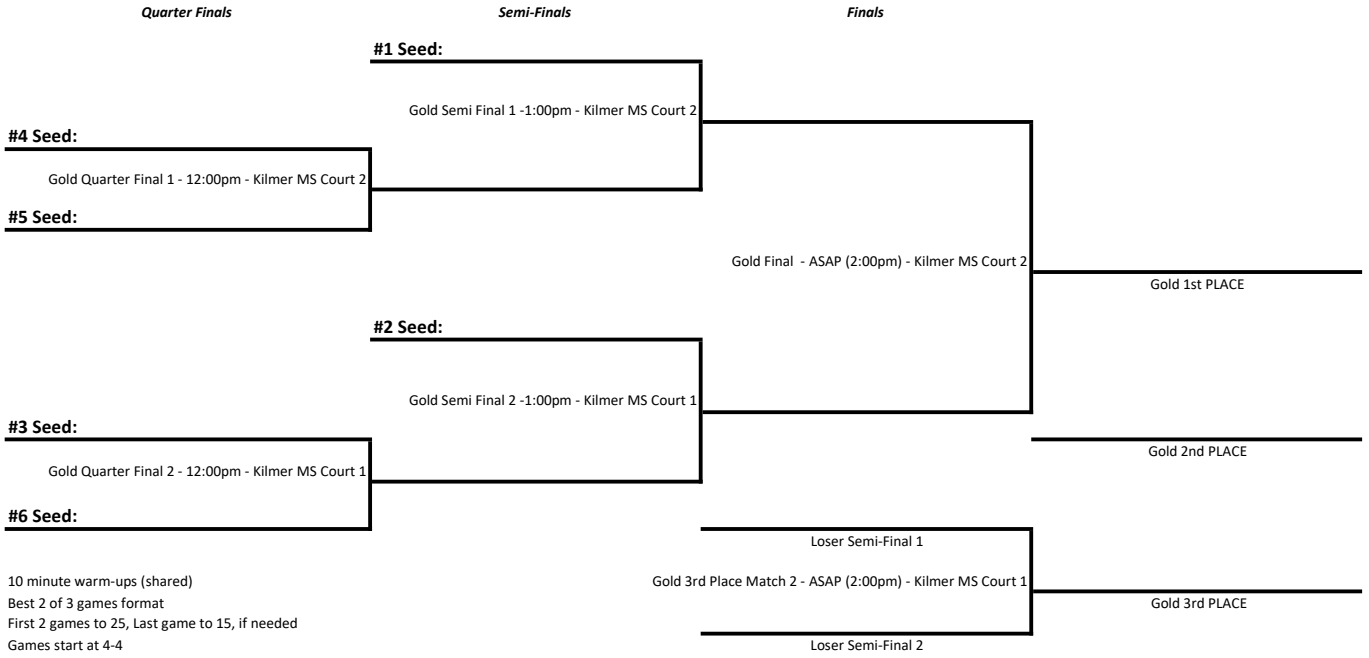 Quarter Finals
Semi-Finals
Finals
#1 Seed:
Gold Semi Final 1 -1:00pm - Kilmer MS Court 2
#4 Seed:
Gold Quarter Final 1 - 12:00pm - Kilmer MS Court 2
#5 Seed:
Gold Final  - ASAP (2:00pm) - Kilmer MS Court 2
Gold 1st PLACE
#2 Seed:
Gold Semi Final 2 -1:00pm - Kilmer MS Court 1
#3 Seed:
Gold 2nd PLACE
Gold Quarter Final 2 - 12:00pm - Kilmer MS Court 1
#6 Seed:
Loser Semi-Final 1
10 minute warm-ups (shared)
Gold 3rd Place Match 2 - ASAP (2:00pm) - Kilmer MS Court 1
Best 2 of 3 games format
Gold 3rd PLACE
First 2 games to 25, Last game to 15, if needed
Games start at 4-4
Loser Semi-Final 2